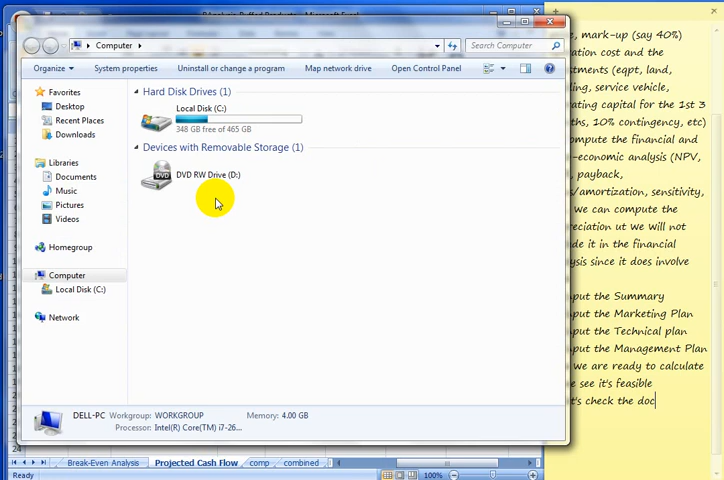 Microsoft Excel
Computer
Search Computer
Organize
System properties
Uninstall or change a program
Map network drive
Open Control Panel
Favorites
Desktop
Recent Places
Downloads
Libraries
Documents
Music
Pictures
Videos
Homegroup
Computer
Local Disk (C:)
Network
Hard Disk Drives (1)
Local Disk (C:)
348 GB free of 465 GB
Devices with Removable Storage (1)
DVD
DVD RW Drive (D:)
DELL-PC Workgroup: WORKGROUP Memory: 4.00 GB
Processor: Intel(R) Core(TM) i7-26...
24
Break-Even Analysis Projected Cash Flow comp combined
Ready
100%
mark-up (say 40%)
ration cost and the
stments (eqpt, land,
ing, service vehicle,
rating capital for the 1st 3
hs, 10% contingency, etc)
ompute the financial and
-economic analysis (NPV,
, payback,
s/amortization, sensitivity,
we can compute the
reciation ut we will not
de it in the financial
ysis since it does involve
put the Summary
put the Marketing Plan
put the Technical plan
put the Management Plan
we are ready to calculate
e see it's feasible
t's check the doc